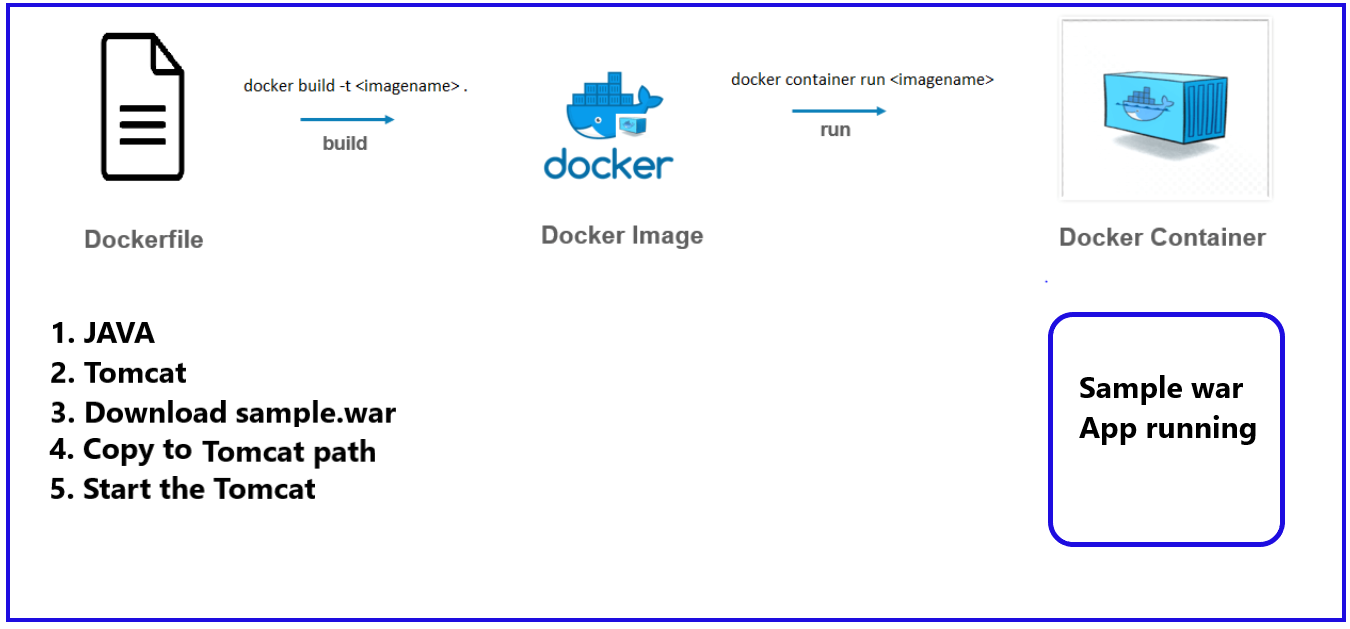 docker build -t <imagename> .
build
docker
docker container run <imagename>
run
Dockerfile
Docker Image
Docker Container
1. JAVA
2. Tomcat
3. Download sample.war
4. Copy to Tomcat path
5. Start the Tomcat
Sample war
App running